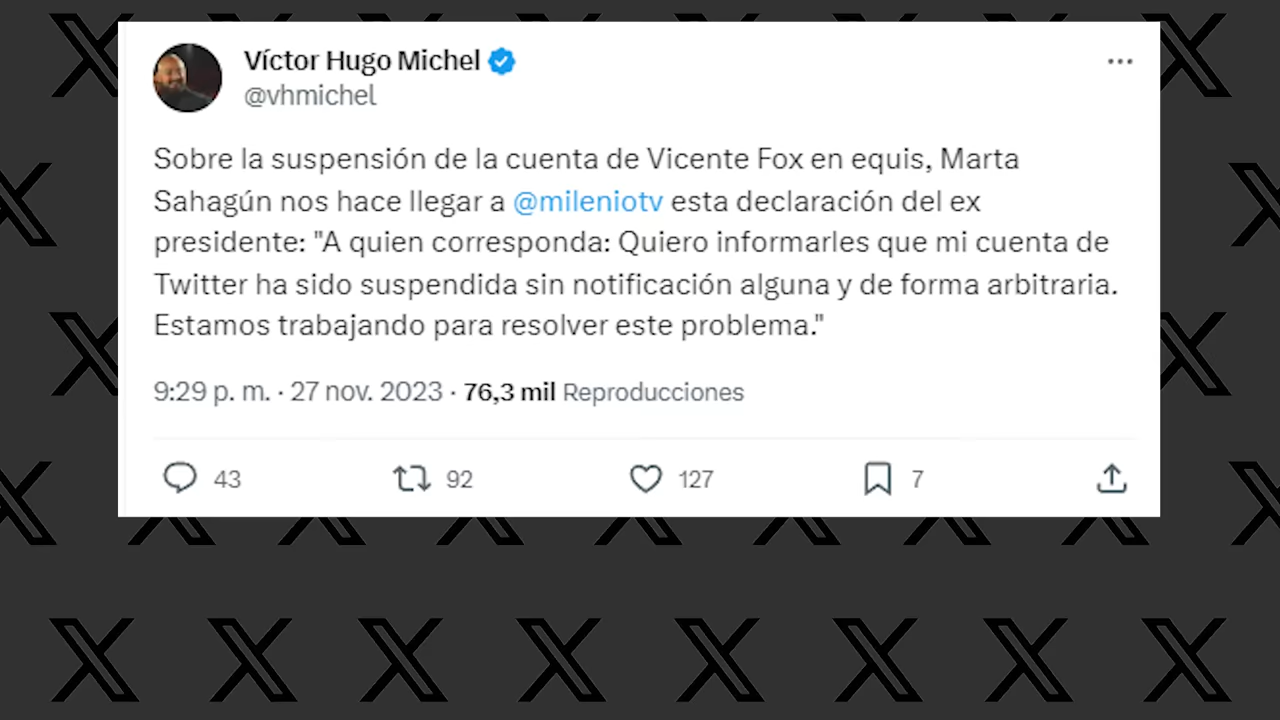 Víctor Hugo Michel
@vhmichel
Sobre la suspensión de la cuenta de Vicente Fox en equis, Marta
Sahagún nos hace llegar a @mileniotv esta declaración del ex
presidente: "A quien corresponda: Quiero informarles que mi cuenta de
Twitter ha sido suspendida sin notificación alguna y de forma arbitraria.
Estamos trabajando para resolver este problema."
9:29 p. m. · 27 nov. 2023 · 76,3 mil Reproducciones
43 92 127 7